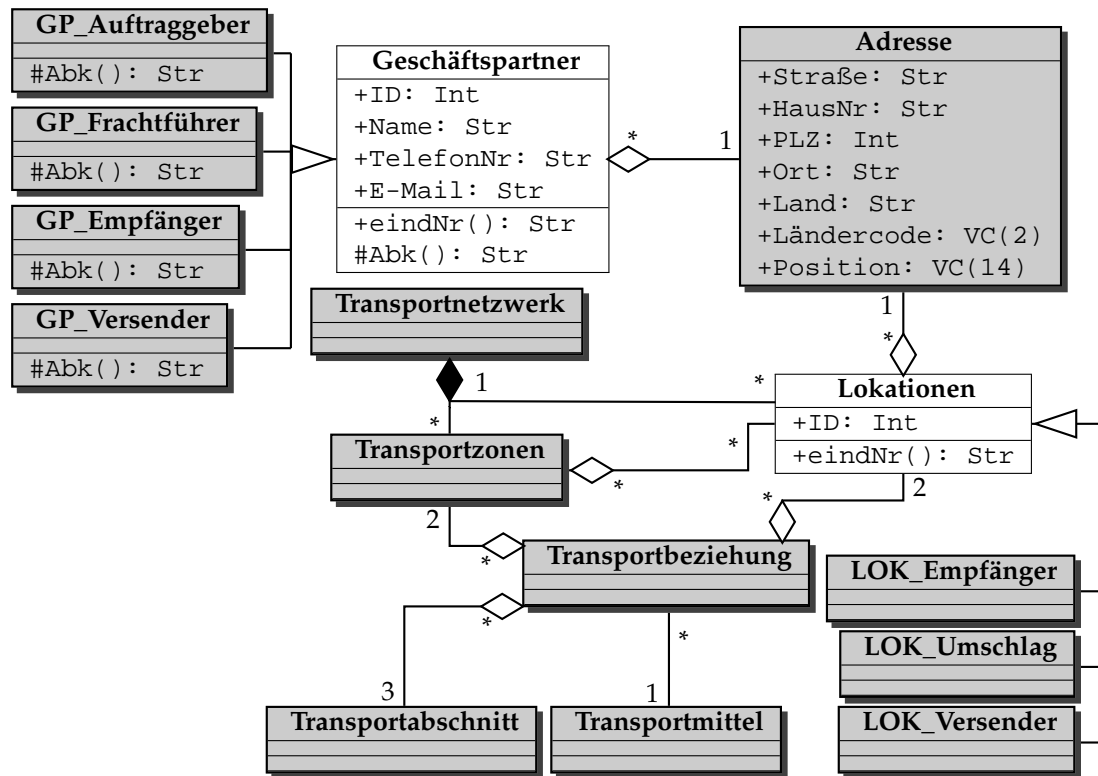 GP_Auftraggeber
#Abk(): Str
GP_Frachtführer
#Abk(): Str
GP_Empfänger
#Abk(): Str
GP_Versender
#Abk(): Str
Geschäftspartner
+ID: Int
+Name: Str
+TelefonNr: Str
+E-Mail: Str
+eindNr(): Str
#Abk(): Str
*
1
Adresse
+Straße: Str
+HausNr: Str
+PLZ: Int
+Ort: Str
+Land: Str
+Ländercode: VC(2)
+Position: VC(14)
1
*
Transportnetzwerk
1
*
*
Lokationen
+ID: Int
+eindNr(): Str
Transportzonen
*
*
2
*
2
*
Transportbeziehung
*
*
3
1
Transportabschnitt
Transportmittel
LOK_Empfänger
LOK_Umschlag
LOK_Versender